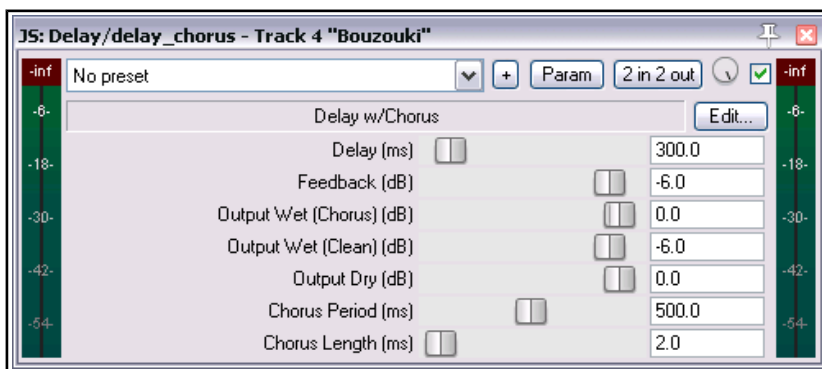 JS: Delay/delay_chorus - Track 4 "Bouzouki"
-inf No preset + Param 2 in 2 out -inf
-6- Delay w/Chorus Edit... -6-
Delay (ms) 300.0
-18- Feedback (dB) -6.0 -18-
-30- Output Wet (Chorus) (dB) 0.0 -30-
Output Wet (Clean) (dB) -6.0
-42- Output Dry (dB) 0.0 -42-
Chorus Period (ms) 500.0
-54- Chorus Length (ms) 2.0 -54-